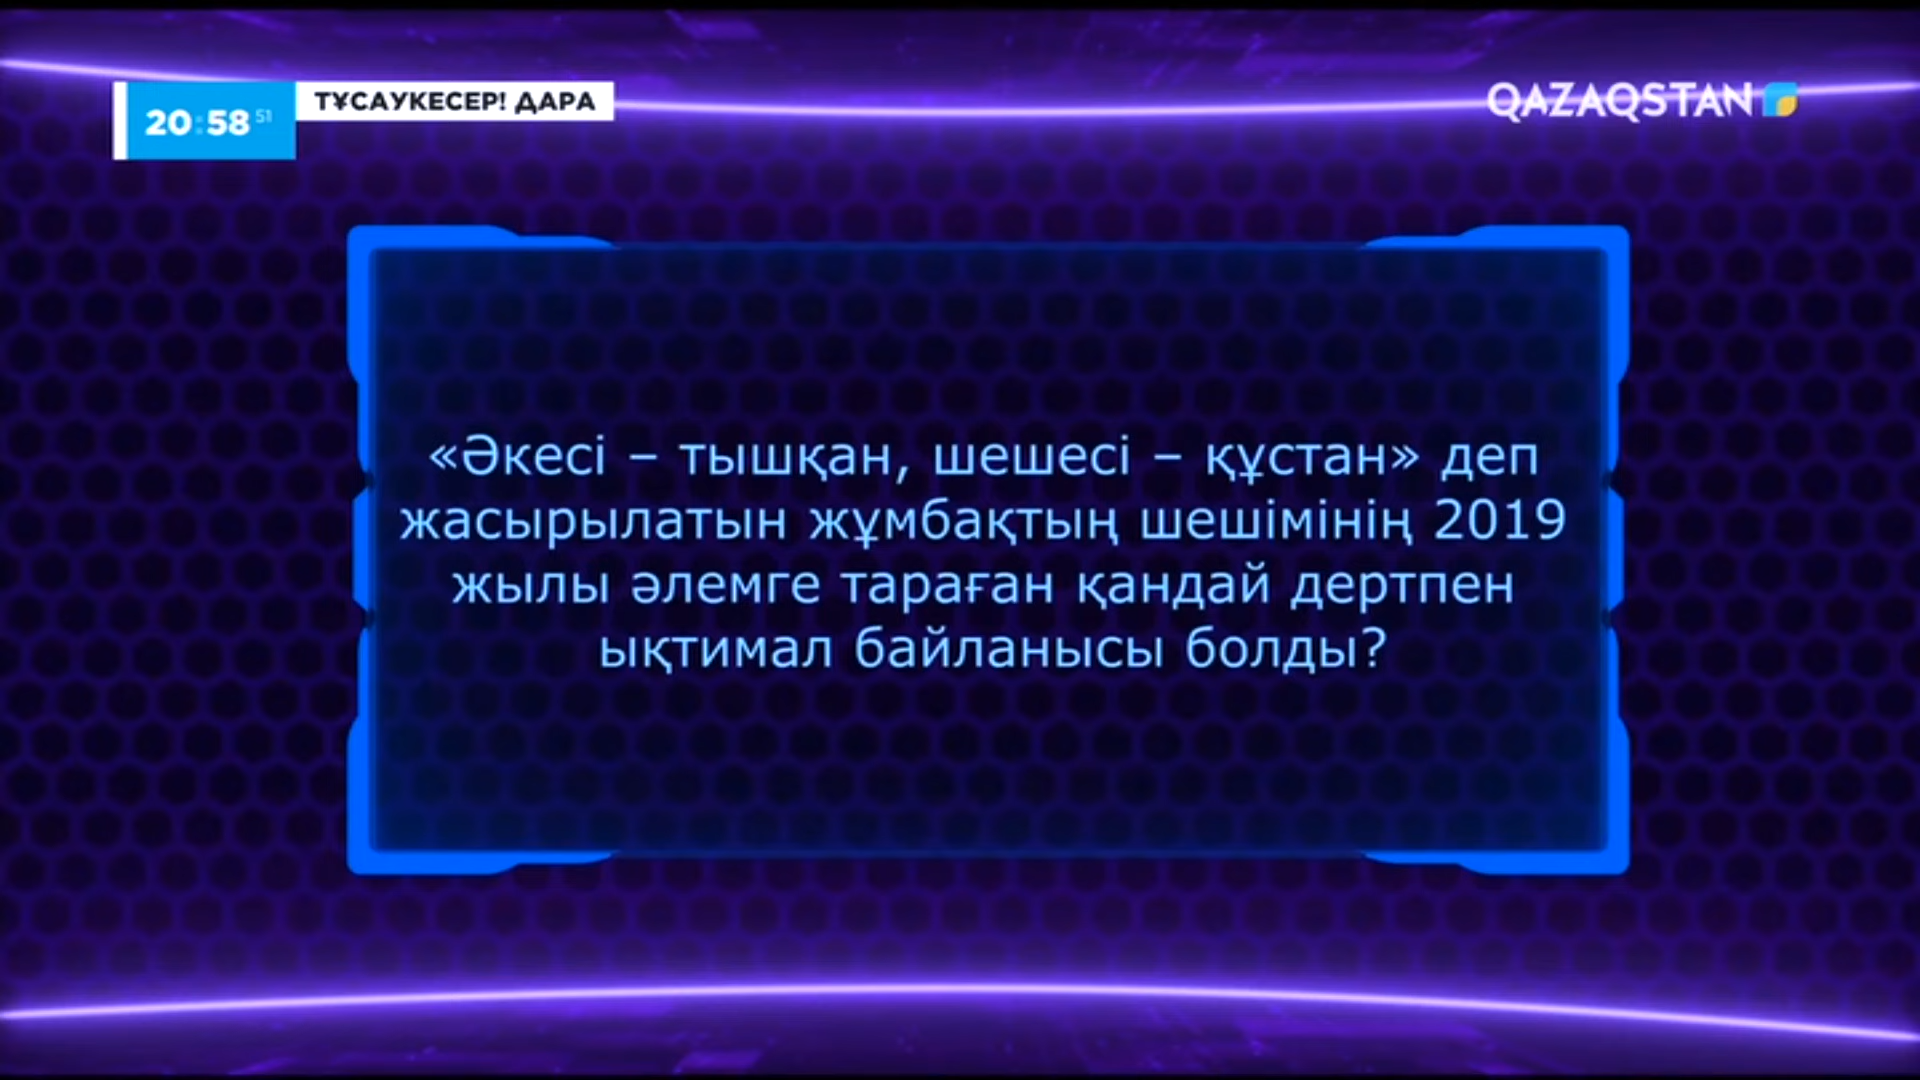 20:58 51
ТҰСАУКЕСЕР! ДАРА
QAZAQSTAN
«Әкесі – тышқан, шешесі – құстан» деп
жасырылатын жұмбақтың шешімінің 2019
жылы әлемге тараған қандай дертпен
ықтимал байланысы болды?